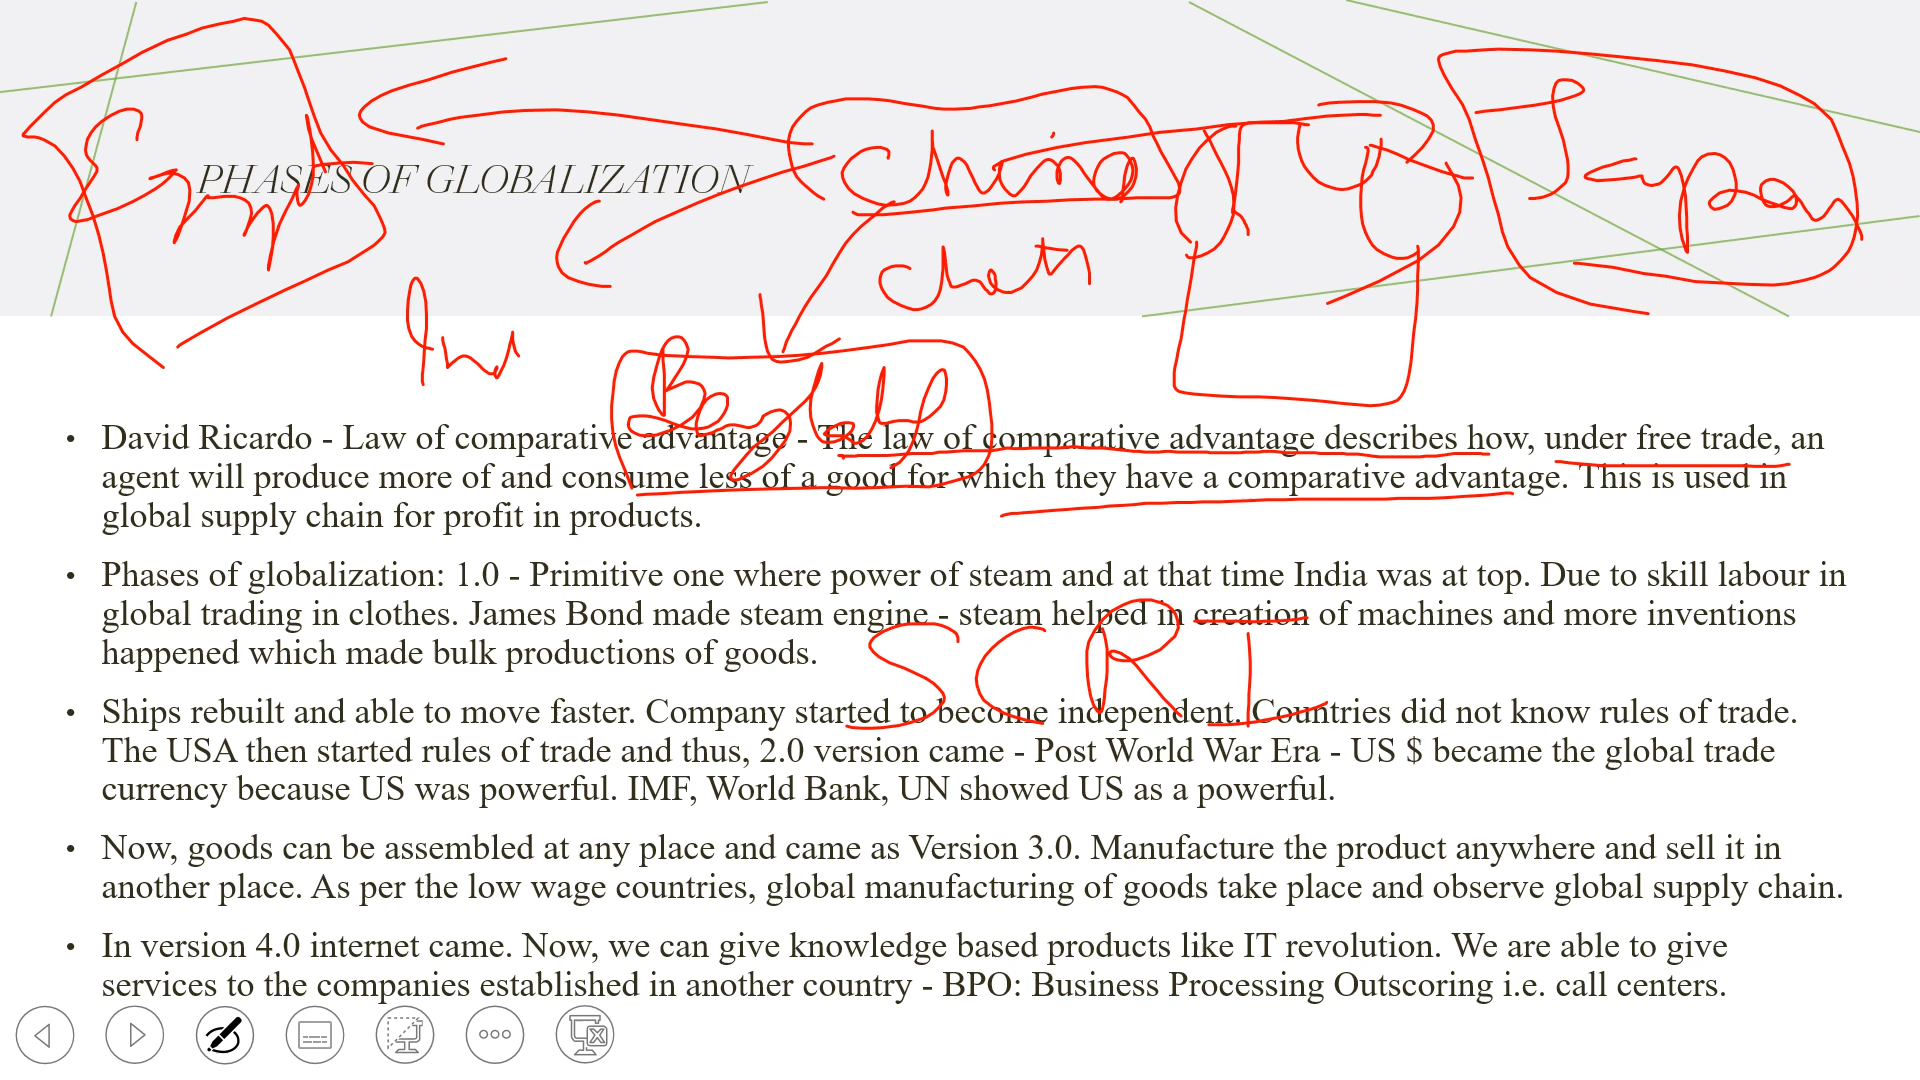 China
Japan
PHASES OF GLOBALIZATION
• David Ricardo - Law of comparative advantage - The law of comparative advantage describes how, under free trade, an
agent will produce more of and consume less of a good for which they have a comparative advantage. This is used in
global supply chain for profit in products.
• Phases of globalization: 1.0 - Primitive one where power of steam and at that time India was at top. Due to skill labour in
global trading in clothes. James Bond made steam engine - steam helped in creation of machines and more inventions
happened which made bulk productions of goods.
SCRI
• Ships rebuilt and able to move faster. Company started to become independent. Countries did not know rules of trade.
The USA then started rules of trade and thus, 2.0 version came - Post World War Era - US $ became the global trade
currency because US was powerful. IMF, World Bank, UN showed US as a powerful.
• Now, goods can be assembled at any place and came as Version 3.0. Manufacture the product anywhere and sell it in
another place. As per the low wage countries, global manufacturing of goods take place and observe global supply chain.
• In version 4.0 internet came. Now, we can give knowledge based products like IT revolution. We are able to give
services to the companies established in another country - BPO: Business Processing Outscoring i.e. call centers.